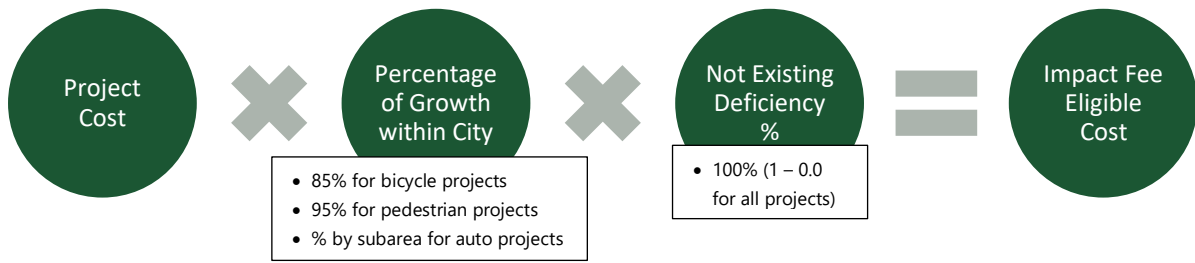 Project
Cost
Percentage
of Growth
within City
• 85% for bicycle projects
• 95% for pedestrian projects
• % by subarea for auto projects
Not Existing
Deficiency
%
• 100% (1 – 0.0
for all projects)
Impact Fee
Eligible
Cost